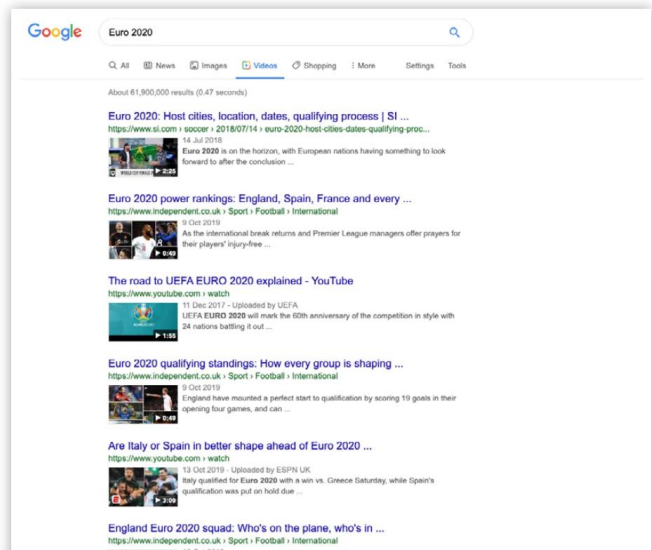 Google
Euro 2020
All News Images Videos Shopping More Settings Tools
About 61,900,000 results (0.47 seconds)
Euro 2020: Host cities, location, dates, qualifying process | SI ...
https://www.si.com › soccer › 2018/07/14 › euro-2020-host-cities-dates-qualifying-proc...
14 Jul 2018
Euro 2020 is on the horizon, with European nations having something to look
forward to after the conclusion ...
2:25
Euro 2020 power rankings: England, Spain, France and every ...
https://www.independent.co.uk › Sport › Football › International
9 Oct 2019
As the international break returns and Premier League managers offer prayers for
their players' injury-free ...
0:49
The road to UEFA EURO 2020 explained - YouTube
https://www.youtube.com › watch
11 Dec 2017 - Uploaded by UEFA
UEFA EURO 2020 will mark the 60th anniversary of the competition in style with
24 nations battling it out ...
1:55
Euro 2020 qualifying standings: How every group is shaping ...
https://www.independent.co.uk › Sport › Football › International
9 Oct 2019
England have mounted a perfect start to qualification by scoring 19 goals in their
opening four games, and can ...
0:49
Are Italy or Spain in better shape ahead of Euro 2020 ...
https://www.youtube.com › watch
13 Oct 2019 - Uploaded by ESPN UK
Italy qualified for Euro 2020 with a win vs. Greece Saturday, while Spain's
qualification was put on hold due ...
3:09
England Euro 2020 squad: Who's on the plane, who's in ...
https://www.independent.co.uk › Sport › Football › International